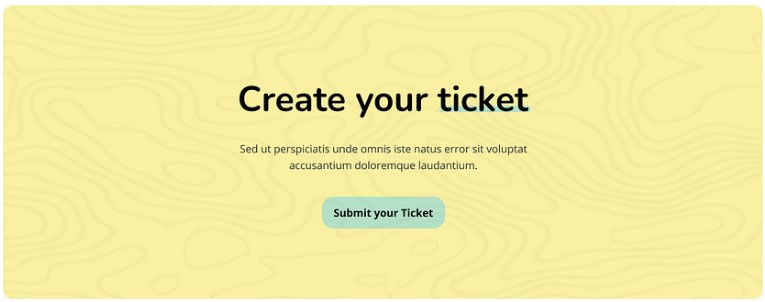 Create your ticket
Sed ut perspiciatis unde omnis iste natus error sit voluptat
accusantium doloremque laudantium.
Submit your Ticket